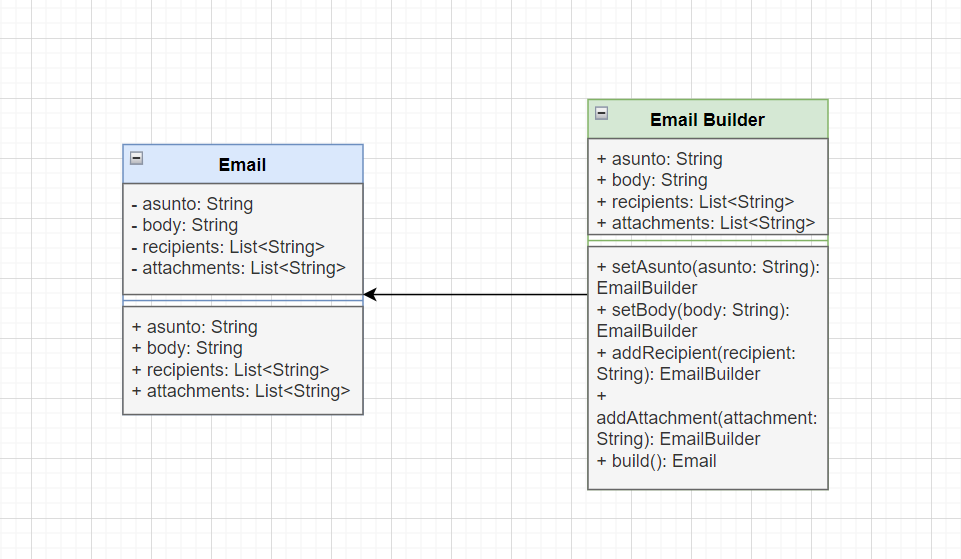 Email
- asunto: String
- body: String
- recipients: List<String>
- attachments: List<String>
+ asunto: String
+ body: String
+ recipients: List<String>
+ attachments: List<String>
Email Builder
+ asunto: String
+ body: String
+ recipients: List<String>
+ attachments: List<String>
+ setAsunto(asunto: String):
EmailBuilder
+ setBody(body: String):
EmailBuilder
+ addRecipient(recipient:
String): EmailBuilder
+
addAttachment(attachment:
String): EmailBuilder
+ build(): Email